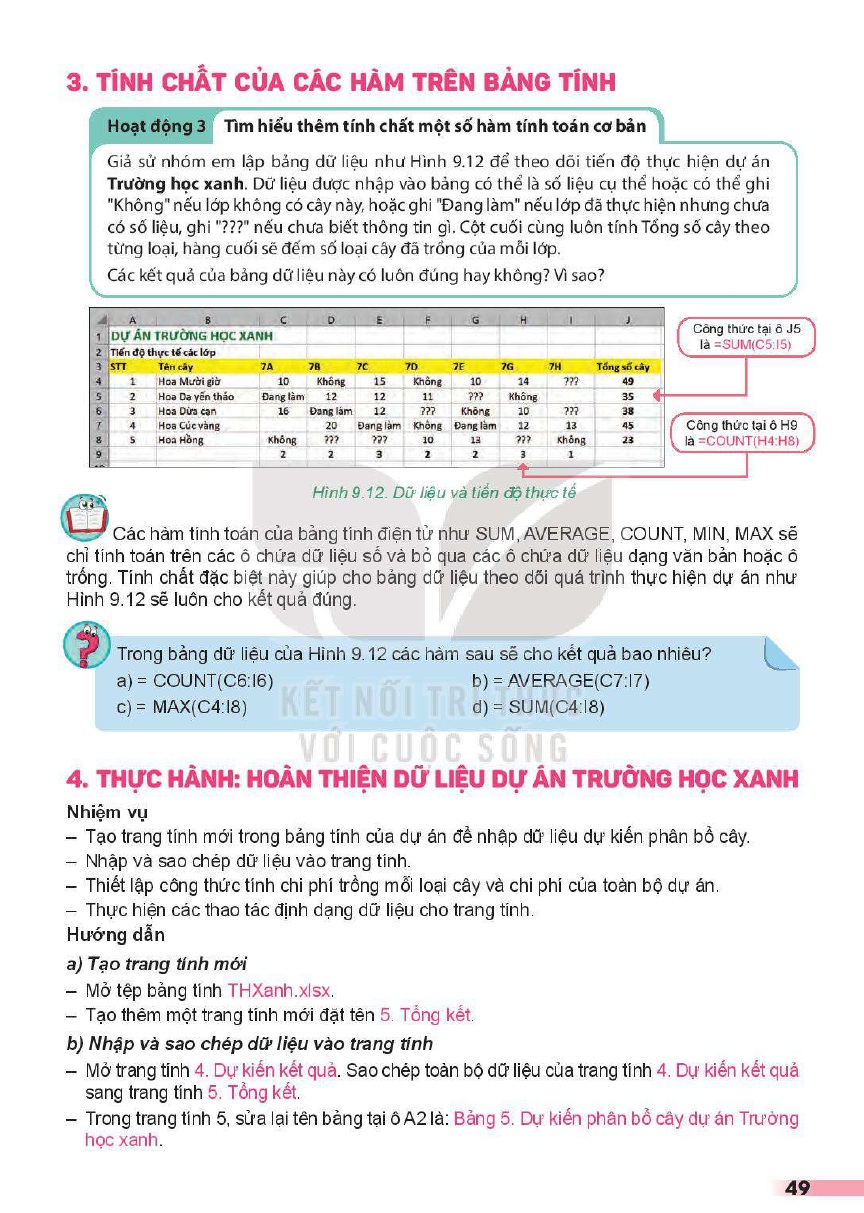 3. TÍNH CHẤT CỦA CÁC HÀM TRÊN BẢNG TÍNH
Hoạt động 3 Tìm hiểu thêm tính chất một số hàm tính toán cơ bản
Giả sử nhóm em lập bảng dữ liệu như Hình 9.12 để theo dõi tiến độ thực hiện dự án
Trường học xanh. Dữ liệu được nhập vào bảng có thể là số liệu cụ thể hoặc có thể ghi
"Không" nếu lớp không có cây này, hoặc ghi "Đang làm" nếu lớp đã thực hiện nhưng chưa
có số liệu, ghi "???" nếu chưa biết thông tin gì. Cột cuối cùng luôn tính Tổng số cây theo
từng loại, hàng cuối sẽ đếm số loại cây đã trồng của mỗi lớp.
Các kết quả của bảng dữ liệu này có luôn đúng hay không? Vì sao?
A B C D E F G H I J
1 DỰ ÁN TRƯỜNG HỌC XANH
2 Tiến độ thực tế các lớp
3 STT Tên cây 7A 7B 7C 7D 7E 7G 7H Tổng số cây
4 1 Hoa Mười giờ 10 Không 15 Không 10 14 ??? 49
5 2 Hoa Dạ yến thảo Đang làm 12 12 11 ??? Không 35
6 3 Hoa Dừa cạn 16 Đang làm 12 ??? Không 10 ??? 38
7 4 Hoa Cúc vàng 20 Đang làm Không Đang làm 12 13 45
8 5 Hoa Hồng Không ??? ??? 10 13 ??? Không 23
9 2 2 3 2 2 3 1
Công thức tại ô J5
là =SUM(C5:I5)
Công thức tại ô H9
là =COUNT(H4:H8)
Hình 9.12. Dữ liệu và tiến độ thực tế
Các hàm tính toán của bảng tính điện tử như SUM, AVERAGE, COUNT, MIN, MAX sẽ
chỉ tính toán trên các ô chứa dữ liệu số và bỏ qua các ô chứa dữ liệu dạng văn bản hoặc ô
trống. Tính chất đặc biệt này giúp cho bảng dữ liệu theo dõi quá trình thực hiện dự án như
Hình 9.12 sẽ luôn cho kết quả đúng.
Trong bảng dữ liệu của Hình 9.12 các hàm sau sẽ cho kết quả bao nhiêu?
a) = COUNT(C6:I6) b) = AVERAGE(C7:I7)
c) = MAX(C4:I8) d) = SUM(C4:I8)
KẾT NỐI TRI THỨC
VỚI CUỘC SỐNG
4. THỰC HÀNH: HOÀN THIỆN DỮ LIỆU DỰ ÁN TRƯỜNG HỌC XANH
Nhiệm vụ
– Tạo trang tính mới trong bảng tính của dự án để nhập dữ liệu dự kiến phân bổ cây.
– Nhập và sao chép dữ liệu vào trang tính.
– Thiết lập công thức tính chi phí trồng mỗi loại cây và chi phí của toàn bộ dự án.
– Thực hiện các thao tác định dạng dữ liệu cho trang tính.
Hướng dẫn
a) Tạo trang tính mới
– Mở tệp bảng tính THXanh.xlsx.
– Tạo thêm một trang tính mới đặt tên 5. Tổng kết.
b) Nhập và sao chép dữ liệu vào trang tính
– Mở trang tính 4. Dự kiến kết quả. Sao chép toàn bộ dữ liệu của trang tính 4. Dự kiến kết quả
sang trang tính 5. Tổng kết.
– Trong trang tính 5, sửa lại tên bảng tại ô A2 là: Bảng 5. Dự kiến phân bổ cây dự án Trường
học xanh.
49